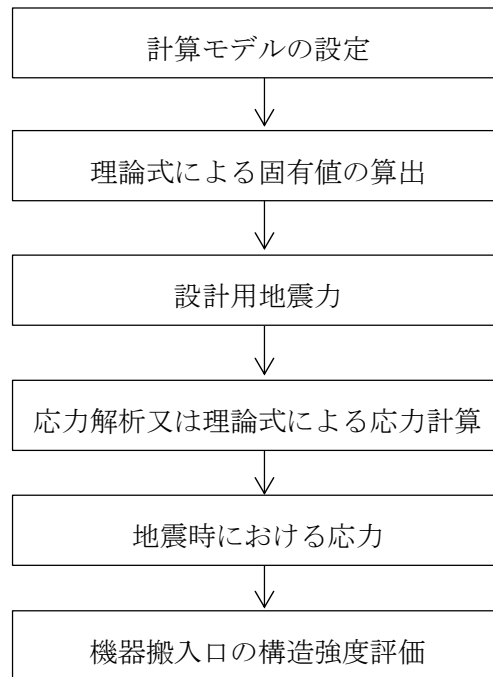 計算モデルの設定
理論式による固有値の算出
設計用地震力
応力解析又は理論式による応力計算
地震時における応力
機器搬入口の構造強度評価